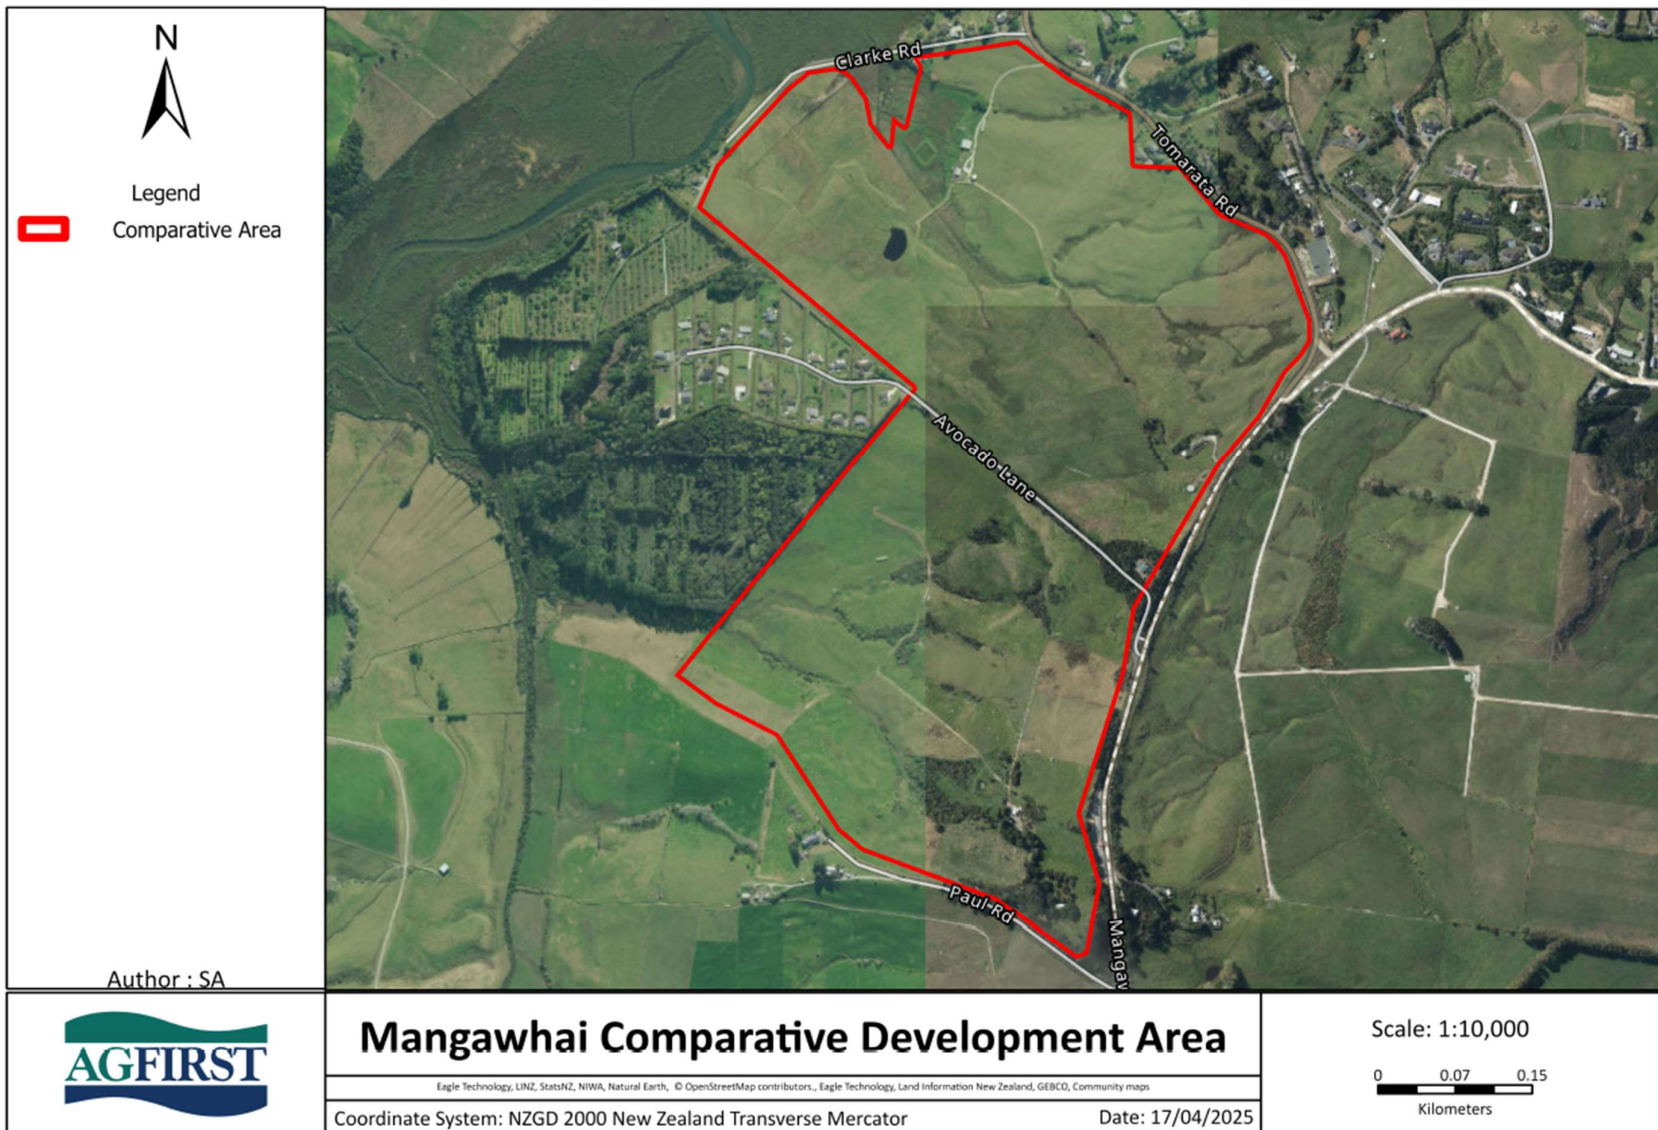 N
Legend
Comparative Area
Clarke Rd
Tomarata Rd
Avocado Lane
Paul Rd
Mangav
Author : SA
AGFIRST
Mangawhai Comparative Development Area
Eagle Technology, LINZ, StatsNZ, NIWA, Natural Earth, © OpenStreetMap contributors., Eagle Technology, Land Information New Zealand, GEBCO, Community maps
Coordinate System: NZGD 2000 New Zealand Transverse Mercator
Date: 17/04/2025
Scale: 1:10,000
0 0.07 0.15
Kilometers